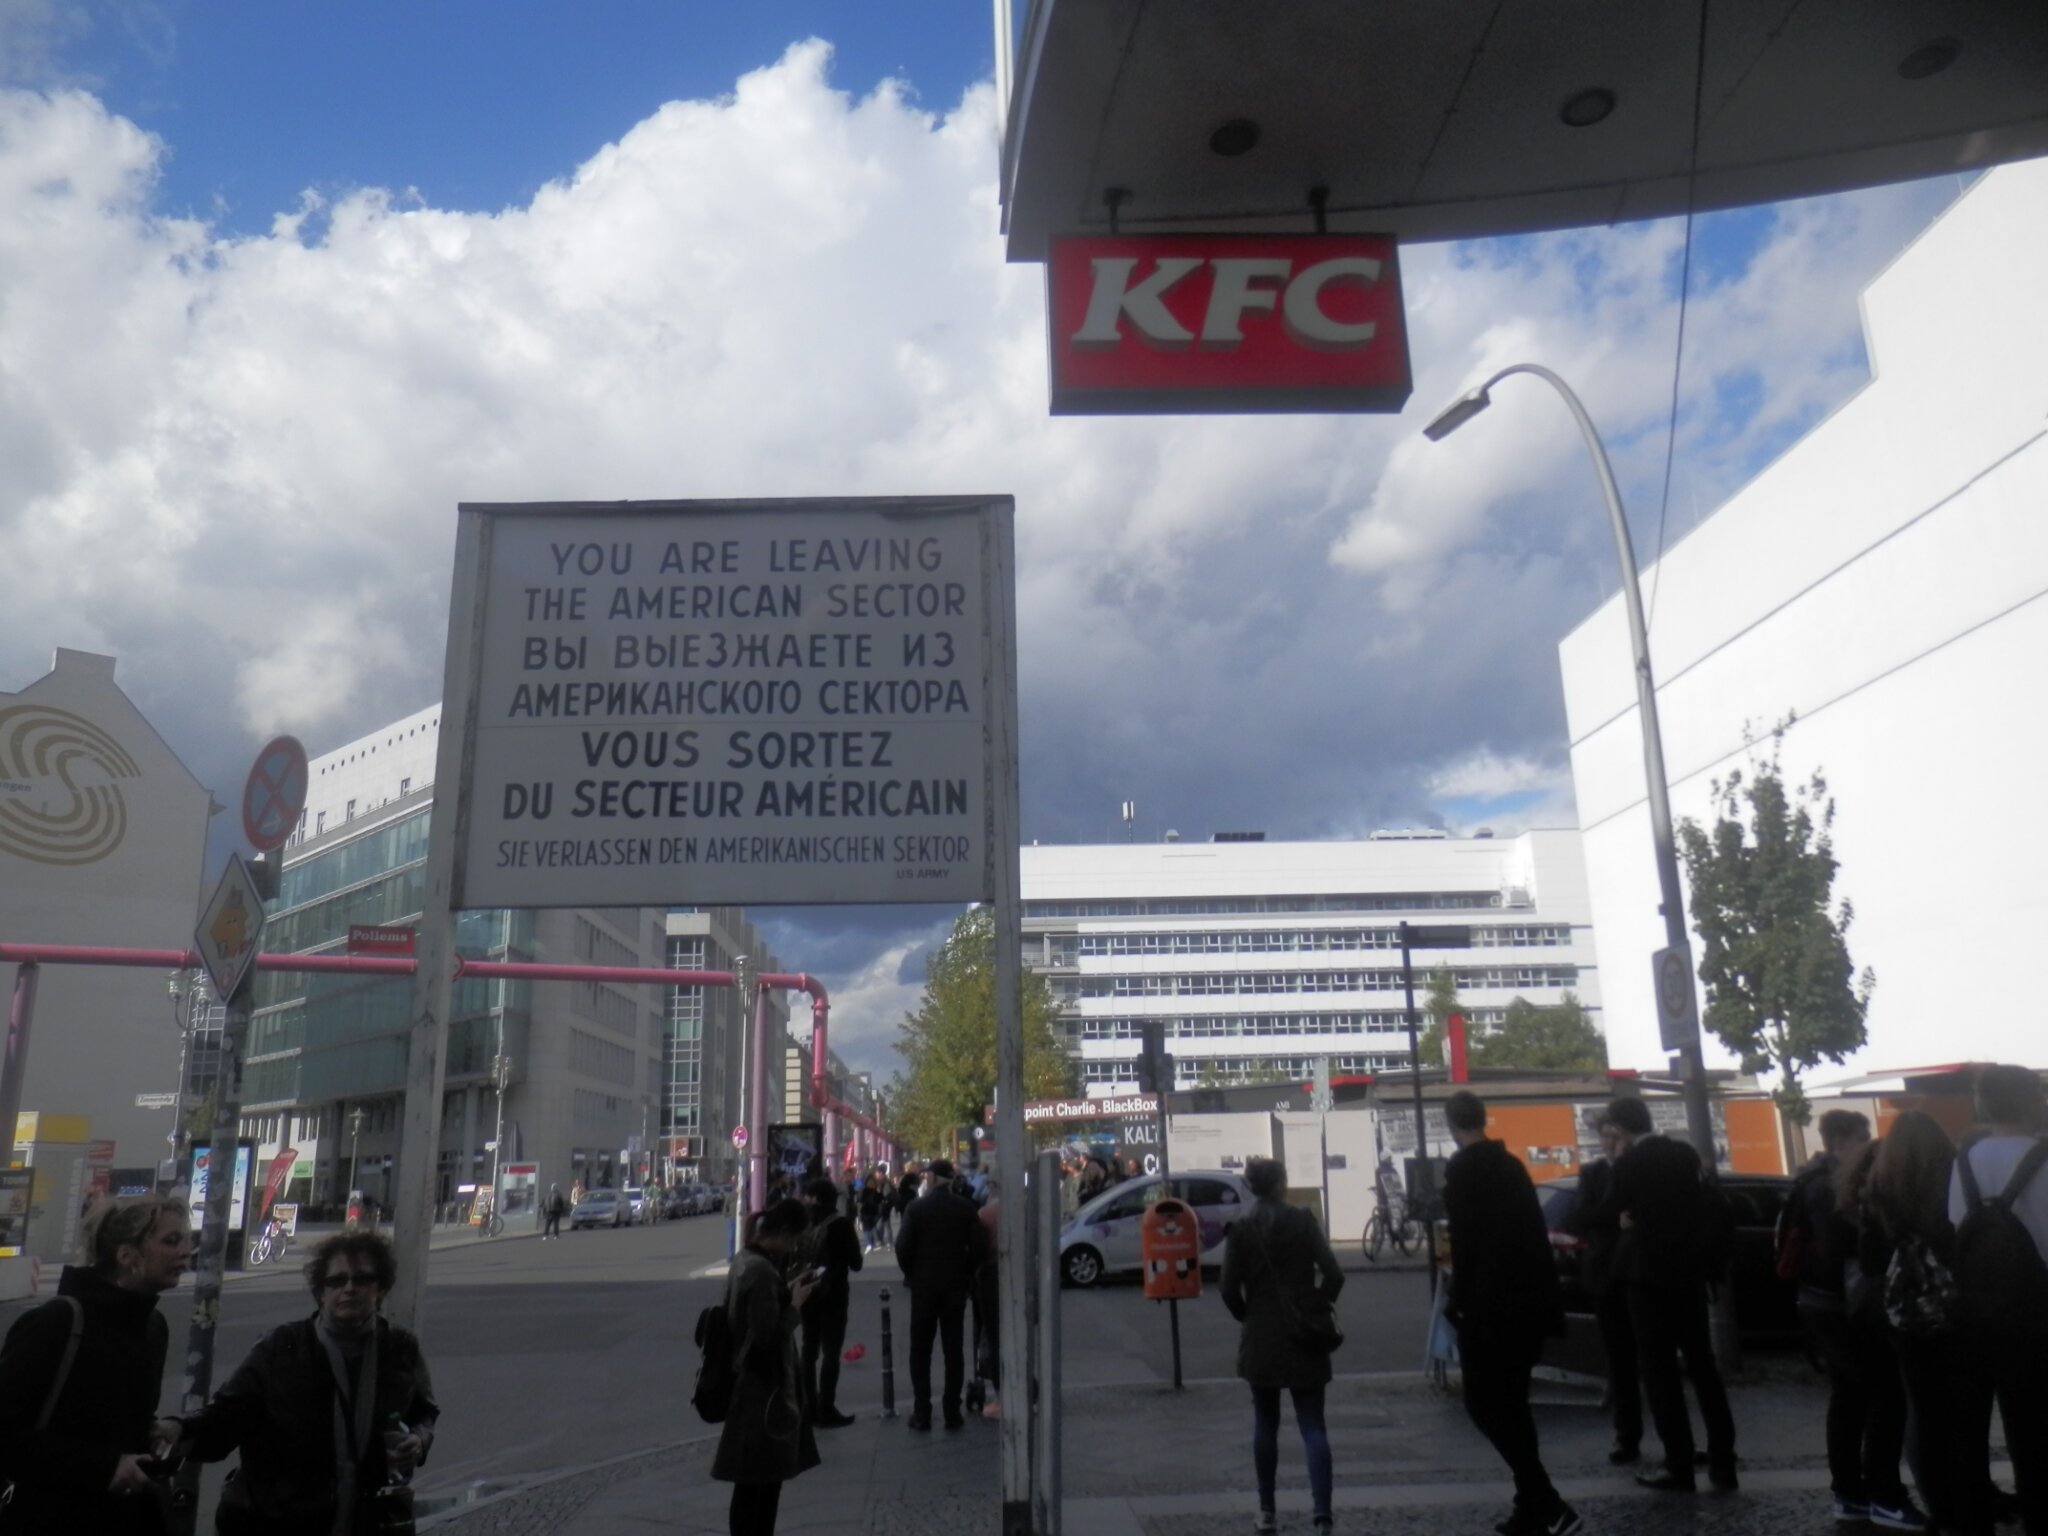 KFC
YOU ARE LEAVING
THE AMERICAN SECTOR
ВЫ ВЫЕЗЖАЕТЕ ИЗ
АМЕРИКАНСКОГО СЕКТОРА
VOUS SORTEZ
DU SECTEUR AMÉRICAIN
SIE VERLASSEN DEN AMERIKANISCHEN SEKTOR
US ARMY
Pollems
point Charlie BlackBox
KALT